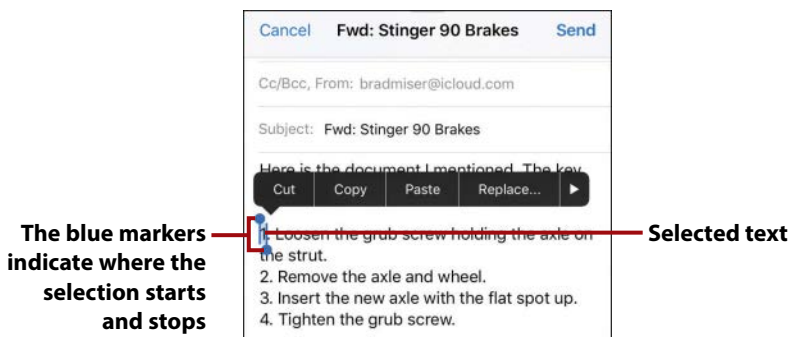 Cancel Fwd: Stinger 90 Brakes Send
Cc/Bcc, From: bradmiser@icloud.com
Subject: Fwd: Stinger 90 Brakes
Here is the document I mentioned. The key
Cut Copy Paste Replace... ▶
The blue markers
indicate where the
selection starts
and stops
1. Loosen the grub screw holding the axle on
the strut.
2. Remove the axle and wheel.
3. Insert the new axle with the flat spot up.
4. Tighten the grub screw.
Selected text